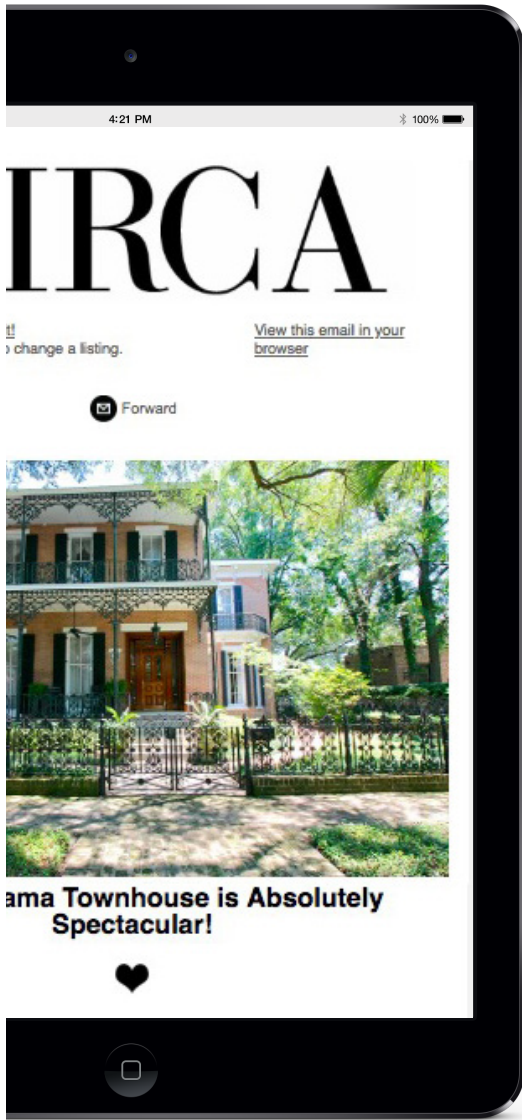 4:21 PM 100%
IRCA
t!
View this email in your
o change a listing.
browser
Forward
ama Townhouse is Absolutely
Spectacular!